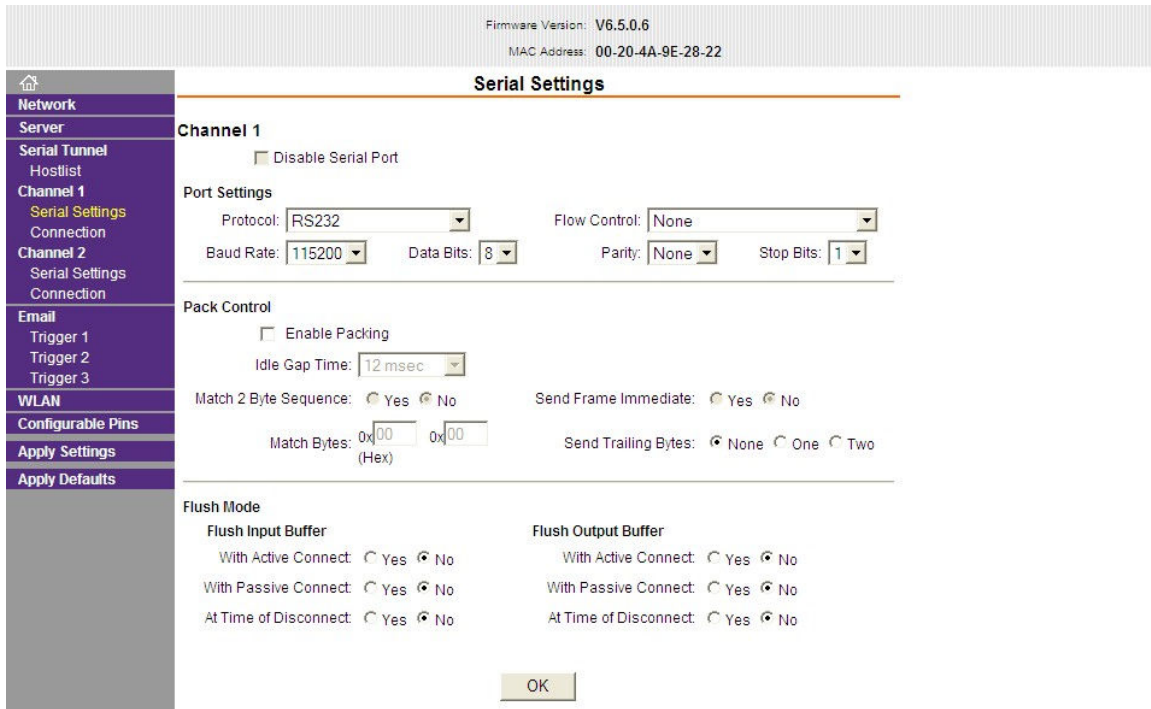 Firmware Version: V6.5.0.6
MAC Address: 00-20-4A-9E-28-22
Network
Server
Serial Tunnel
Hostlist
Channel 1
Serial Settings
Connection
Channel 2
Serial Settings
Connection
Email
Trigger 1
Trigger 2
Trigger 3
WLAN
Configurable Pins
Apply Settings
Apply Defaults
Serial Settings
Channel 1
Disable Serial Port
Port Settings
Protocol: RS232 Flow Control: None
Baud Rate: 115200 Data Bits: 8 Parity: None Stop Bits: 1
Pack Control
Enable Packing
Idle Gap Time: 12 msec
Match 2 Byte Sequence: Yes No Send Frame Immediate: Yes No
Match Bytes: 0x00 0x00 Send Trailing Bytes: None One Two
(Hex)
Flush Mode
Flush Input Buffer Flush Output Buffer
With Active Connect: Yes No With Active Connect: Yes No
With Passive Connect: Yes No With Passive Connect: Yes No
At Time of Disconnect: Yes No At Time of Disconnect: Yes No
OK